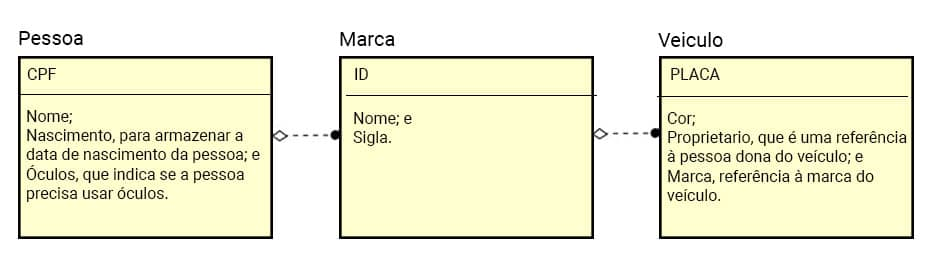 Pessoa
CPF
Nome;
Nascimento, para armazenar a
data de nascimento da pessoa; e
Óculos, que indica se a pessoa
precisa usar óculos.
Marca
ID
Nome; e
Sigla.
Veiculo
PLACA
Cor;
Proprietario, que é uma referência
à pessoa dona do veículo; e
Marca, referência à marca do
veículo.